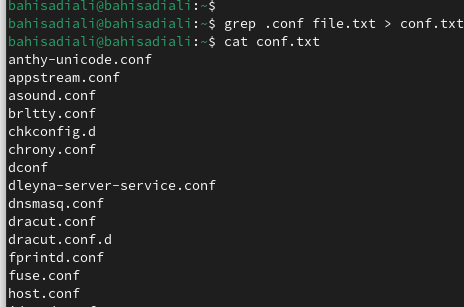 bahisadiali@bahisadiali:~$
bahisadiali@bahisadiali:~$ grep .conf file.txt > conf.txt
bahisadiali@bahisadiali:~$ cat conf.txt
anthy-unicode.conf
appstream.conf
asound.conf
brltty.conf
chkconfig.d
chrony.conf
dconf
dleyna-server-service.conf
dnsmasq.conf
dracut.conf
dracut.conf.d
fprintd.conf
fuse.conf
host.conf